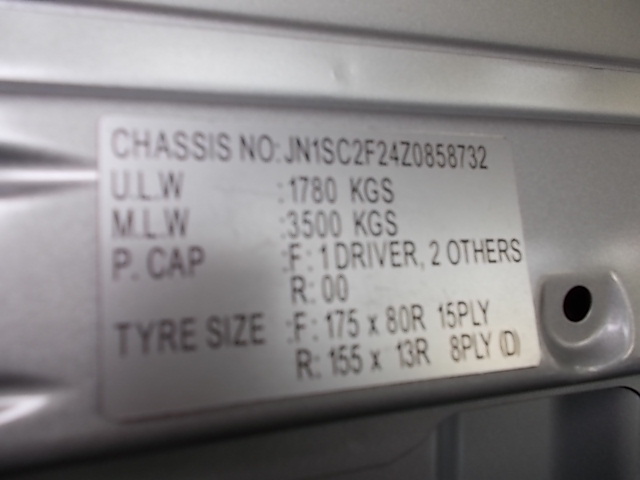 CHASSIS NO: JN1SC2F24Z0858732
U.L.W :1780 KGS
M.L.W :3500 KGS
P. CAP :F: 1 DRIVER, 2 OTHERS
R: 00
TYRE SIZE :F: 175 x 80R 15PLY
R: 155 x 13R 8PLY (D)